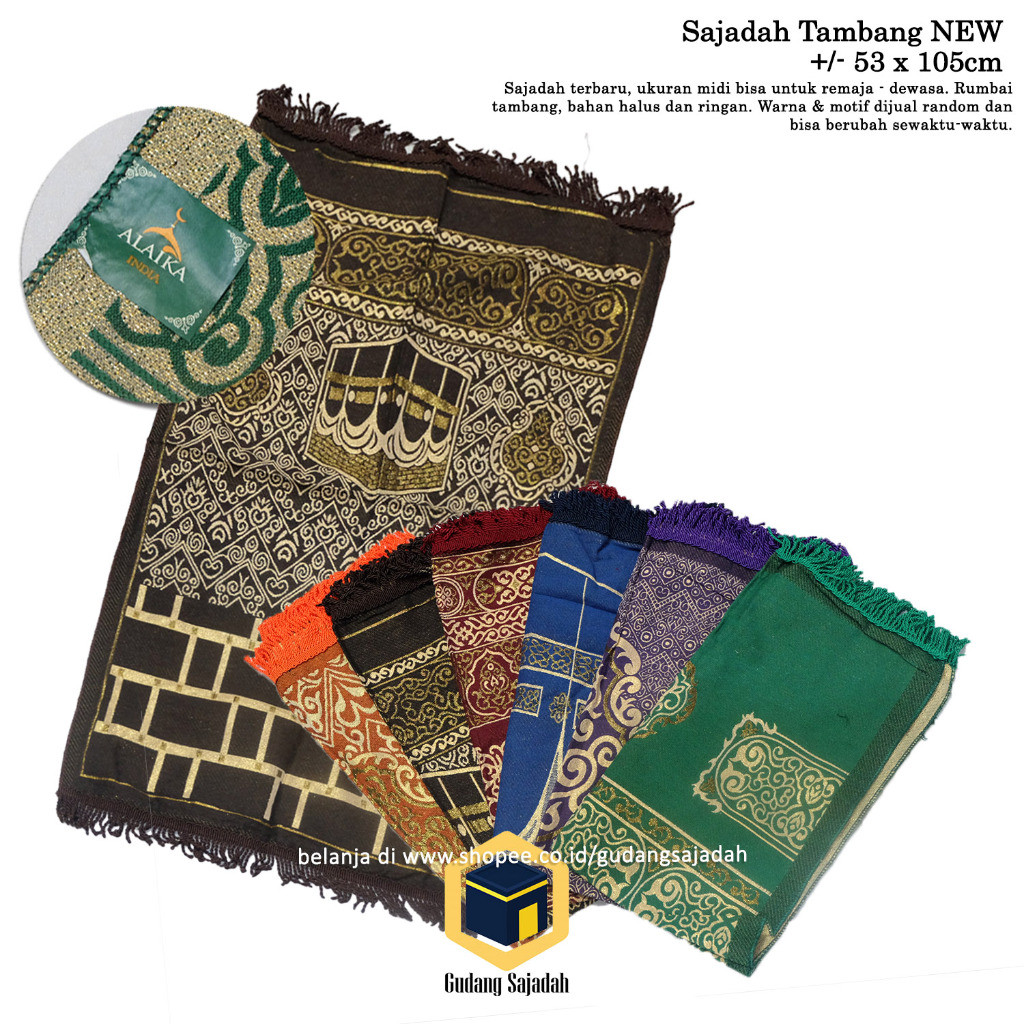 Sajadah Tambang NEW
+/- 53 x 105cm
Sajadah terbaru, ukuran midi bisa untuk remaja - dewasa. Rumbai
tambang, bahan halus dan ringan. Warna & motif dijual random dan
bisa berubah sewaktu-waktu.
ALAIKA
INDIA
belanja di www.shopee.co.id/gudangsajadah
Gudang Sajadah